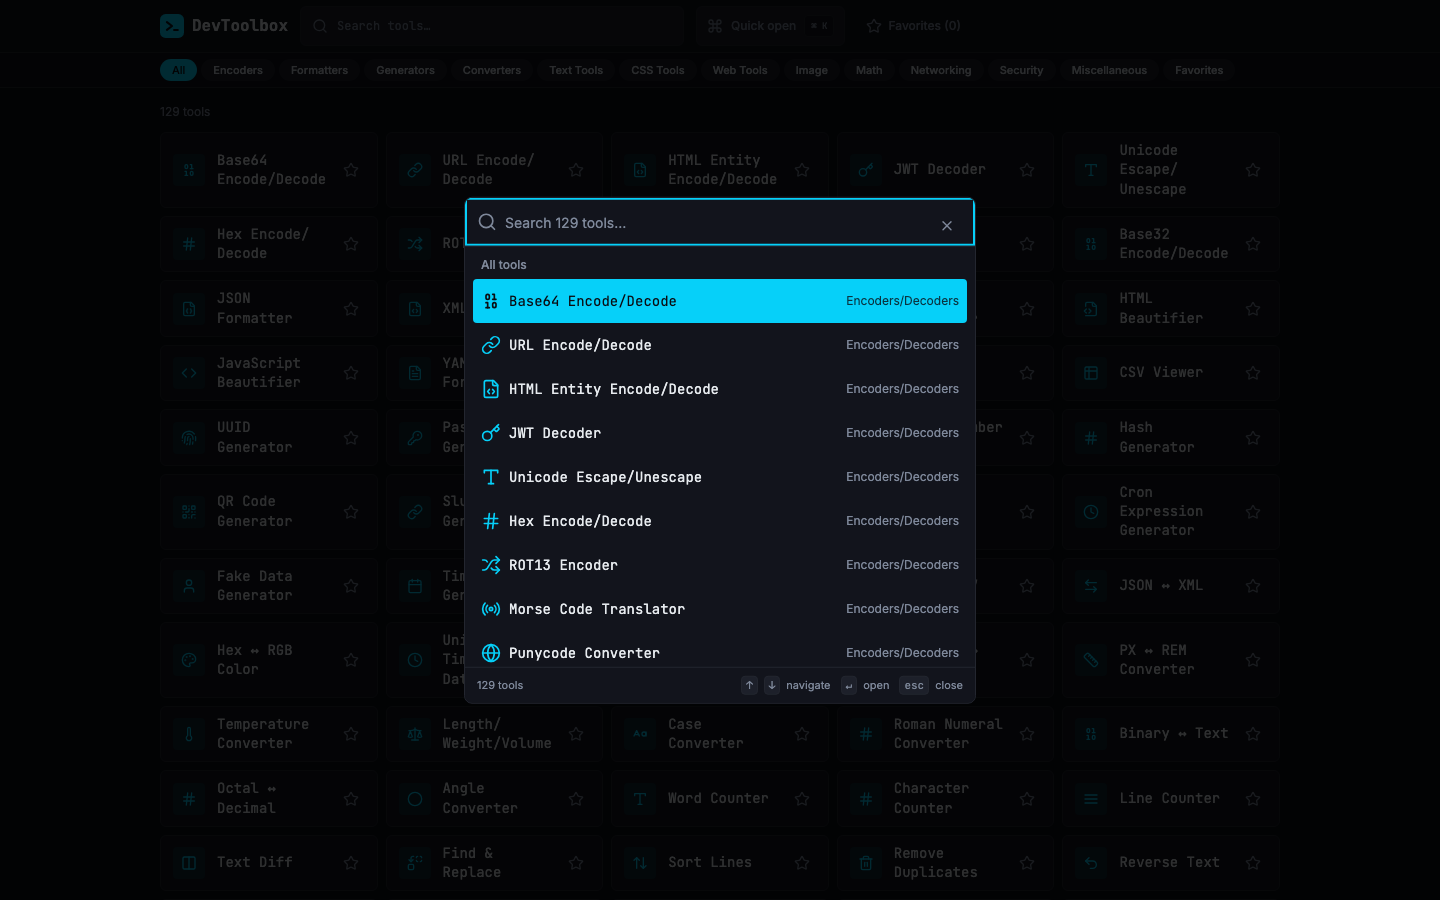 DevToolbox
Search tools…
Quick open
⌘ K
Favorites (0)
All
Encoders
Formatters
Generators
Converters
Text Tools
CSS Tools
Web Tools
Image
Math
Networking
Security
Miscellaneous
Favorites
129 tools
Base64
Encode/Decode
URL Encode/
Decode
HTML Entity
Encode/Decode
JWT Decoder
Unicode
Escape/
Unescape
Hex Encode/
Decode
Base32
Encode/Decode
JSON
Formatter
XML
HTML
Beautifier
JavaScript
Beautifier
CSV Viewer
UUID
Generator
Hash
Generator
QR Code
Generator
Cron
Expression
Generator
Fake Data
Generator
JSON ↔ XML
Hex ↔ RGB
Color
PX ↔ REM
Converter
Temperature
Converter
Length/
Weight/Volume
Case
Converter
Roman Numeral
Converter
Binary ↔ Text
Octal ↔
Decimal
Angle
Converter
Word Counter
Character
Counter
Line Counter
Text Diff
Find &
Replace
Sort Lines
Remove
Duplicates
Reverse Text
Search 129 tools...
All tools
Base64 Encode/Decode Encoders/Decoders
URL Encode/Decode Encoders/Decoders
HTML Entity Encode/Decode Encoders/Decoders
JWT Decoder Encoders/Decoders
Unicode Escape/Unescape Encoders/Decoders
Hex Encode/Decode Encoders/Decoders
ROT13 Encoder Encoders/Decoders
Morse Code Translator Encoders/Decoders
Punycode Converter Encoders/Decoders
129 tools ↑ ↓ navigate ↵ open esc close